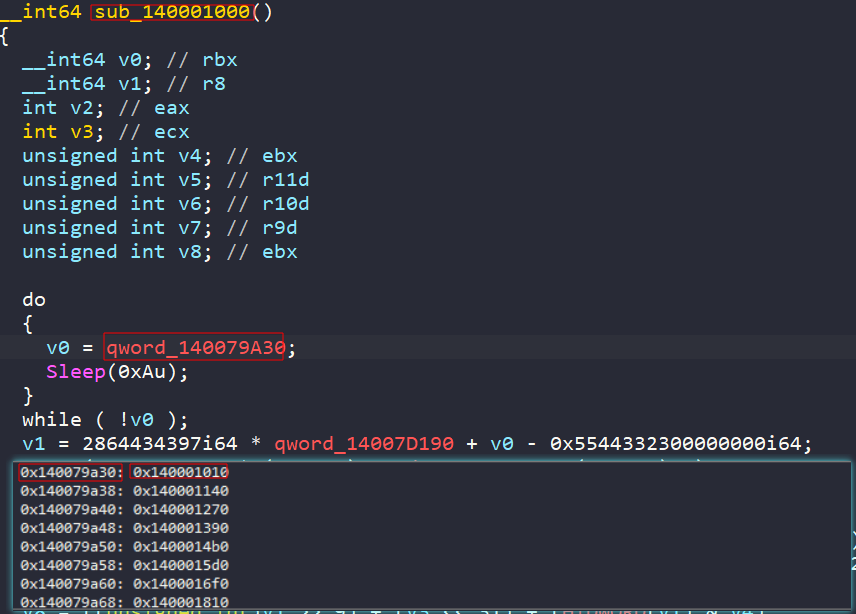 __int64 sub_140001000()
{
__int64 v0; // rbx
__int64 v1; // r8
int v2; // eax
int v3; // ecx
unsigned int v4; // ebx
unsigned int v5; // r11d
unsigned int v6; // r10d
unsigned int v7; // r9d
unsigned int v8; // ebx
do
{
v0 = qword_140079A30;
Sleep(0xAu);
}
while ( !v0 );
v1 = 2864434397i64 * qword_14007D190 + v0 - 0x5544332300000000i64;
0x140079a30: 0x140001010
0x140079a38: 0x140001140
0x140079a40: 0x140001270
0x140079a48: 0x140001390
0x140079a50: 0x1400014b0
0x140079a58: 0x1400015d0
0x140079a60: 0x1400016f0
0x140079a68: 0x140001810